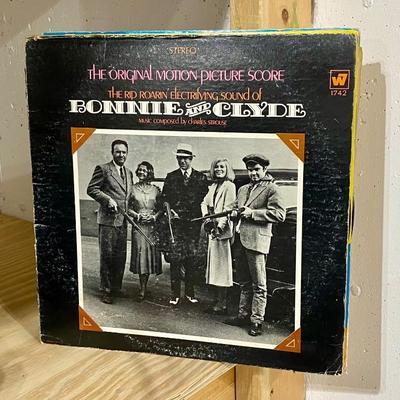 STEREO
THE ORIGINAL MOTION PICTURE SCORE
W
1742
THE RIP ROARIN' ELECTRIFYING SOUND OF
BONNIE AND CLYDE
MUSIC COMPOSED BY CHARLES STROUSE